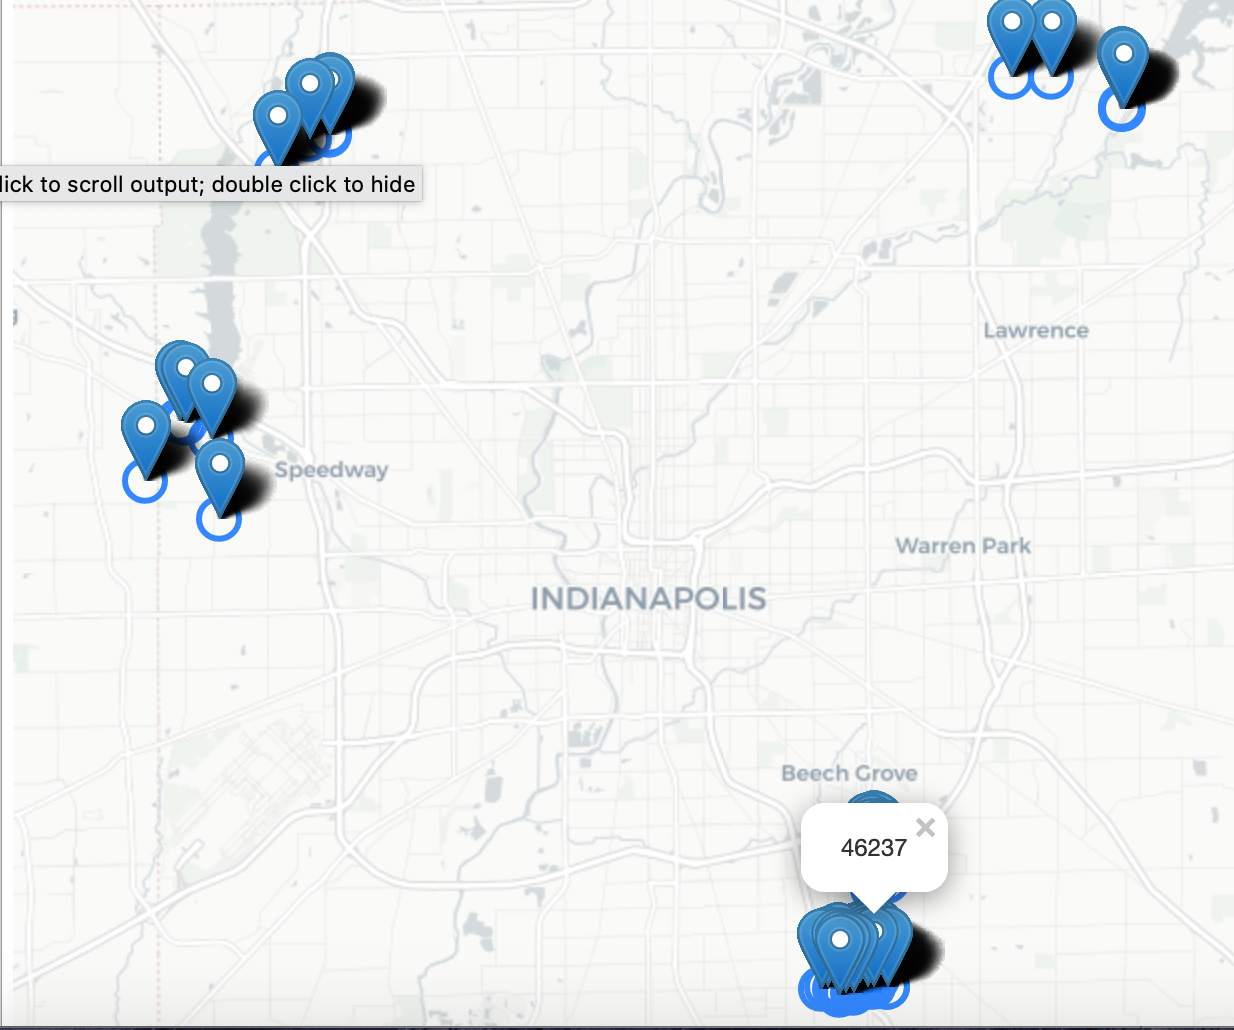 lick to scroll output; double click to hide
Lawrence
Speedway
Warren Park
INDIANAPOLIS
Beech Grove
46237